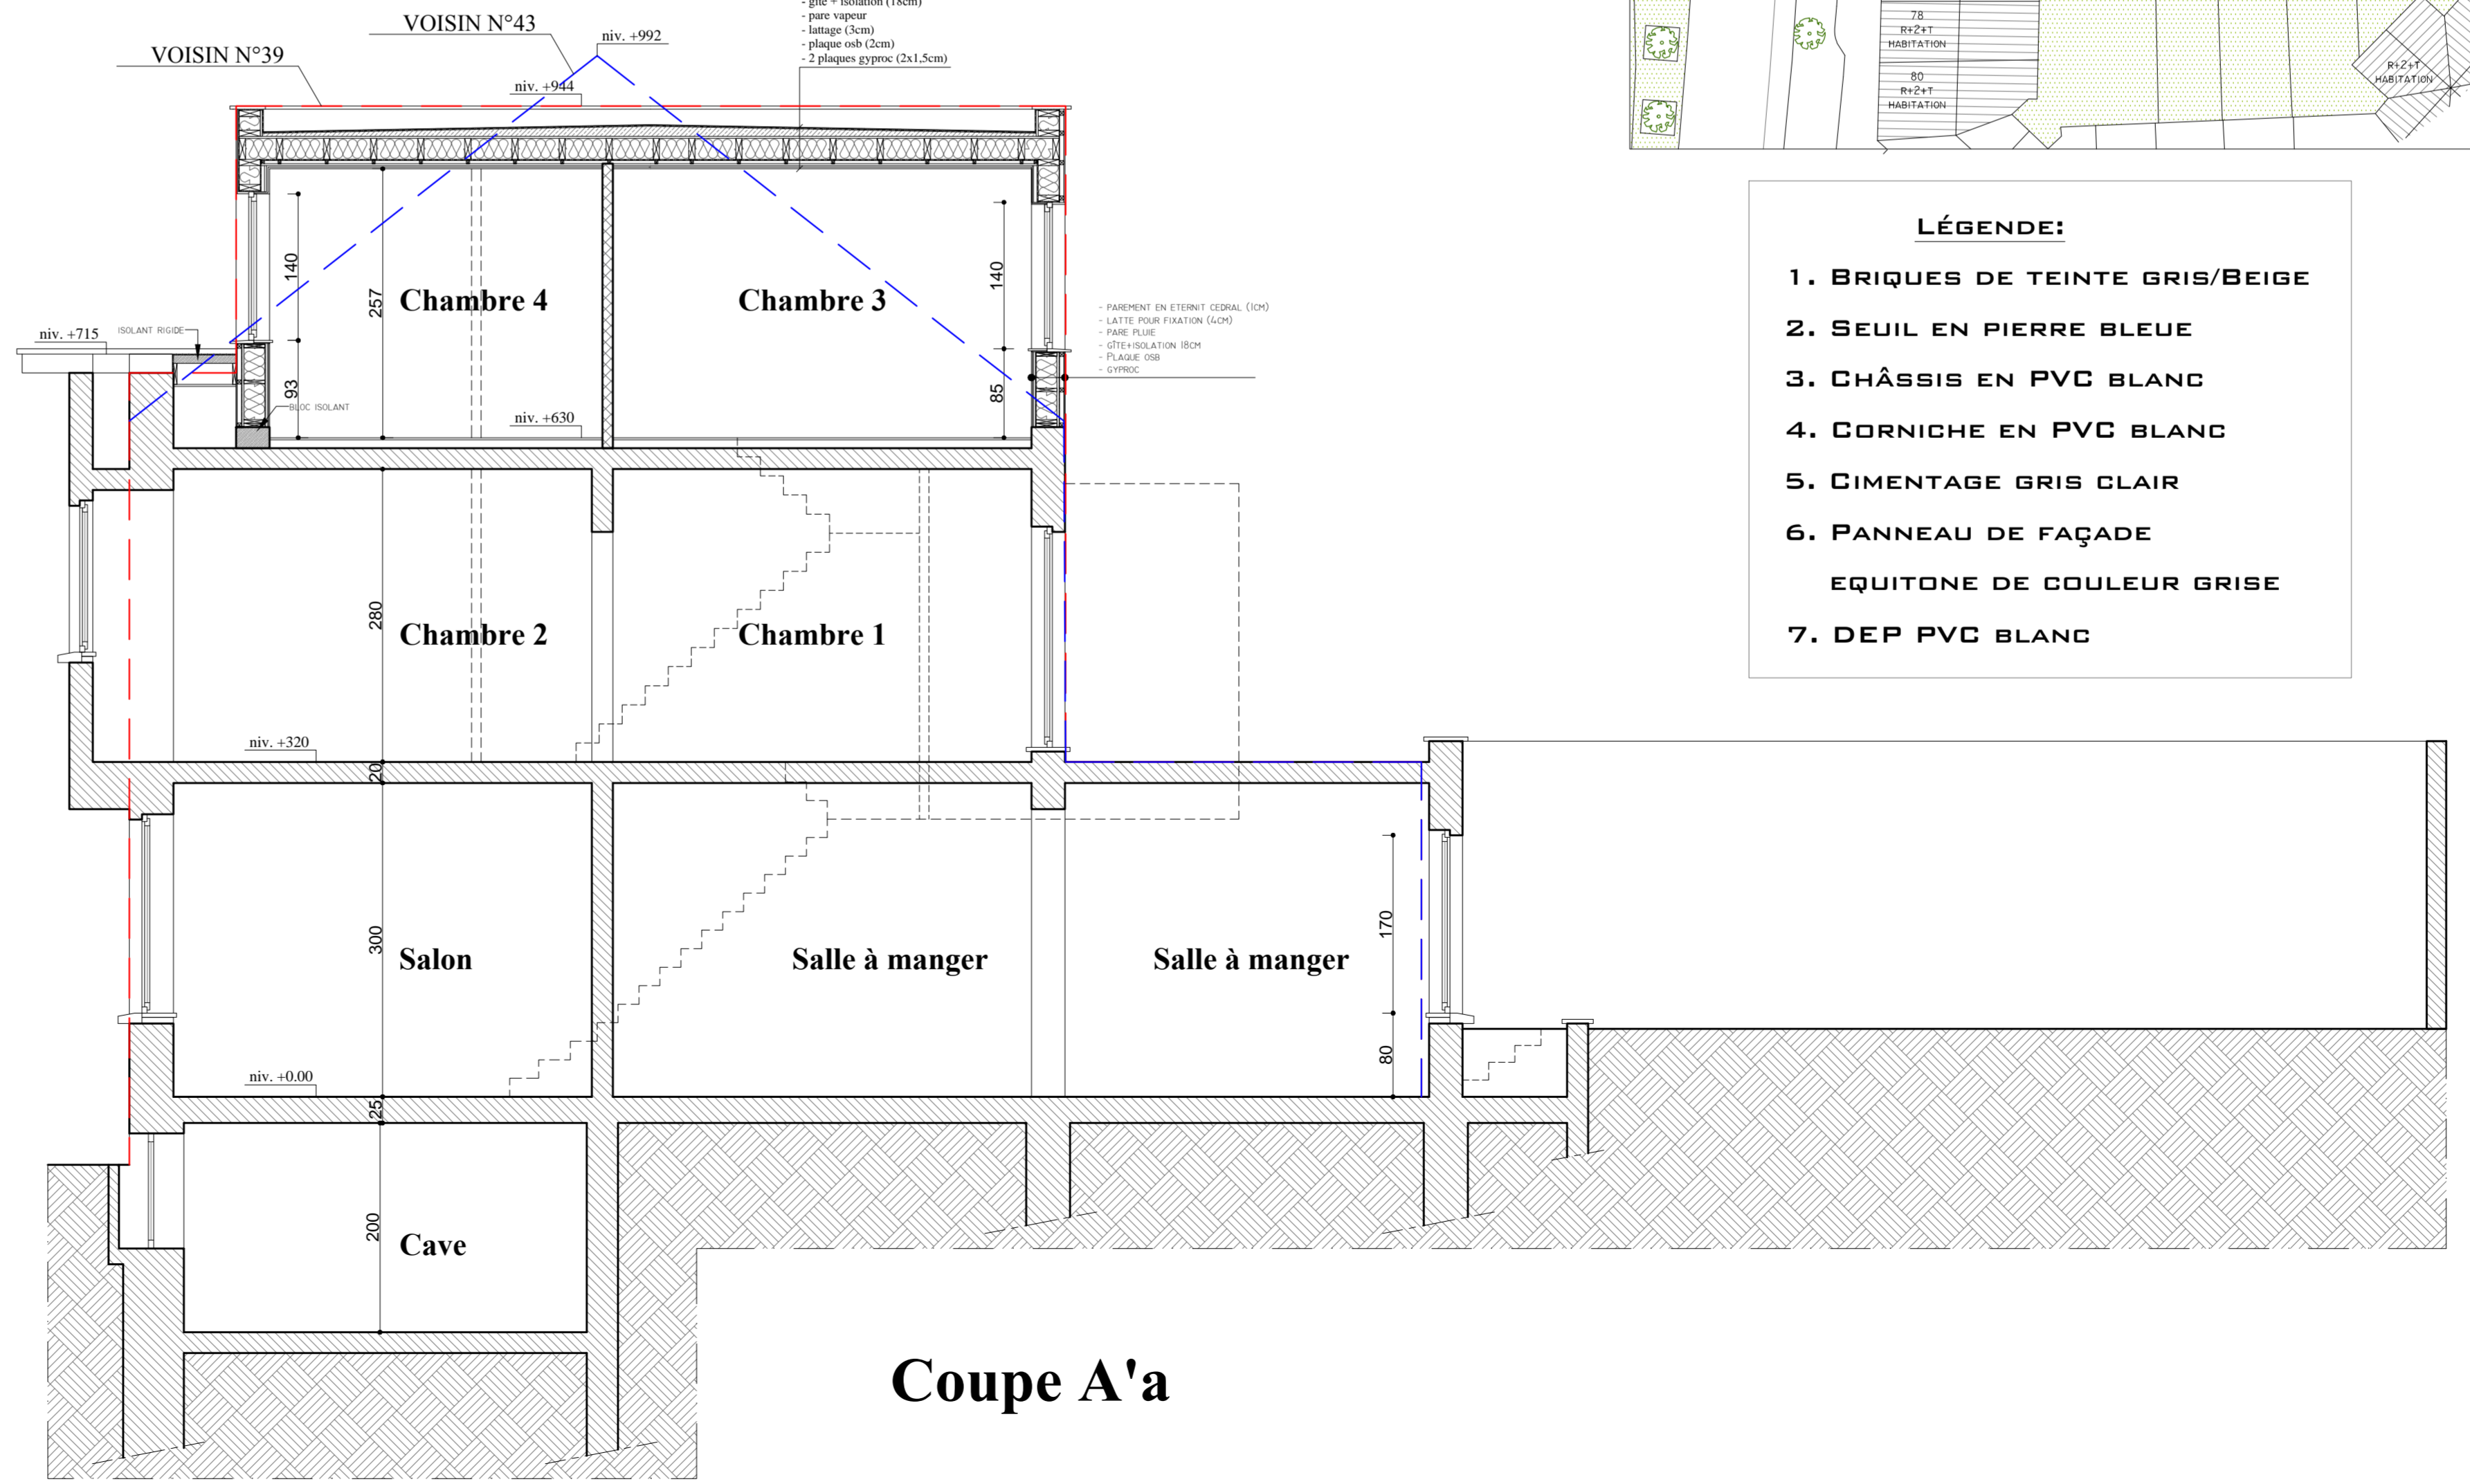 - gîte + isolation (18cm)
- pare vapeur
- lattage (3cm)
- plaque osb (2cm)
- 2 plaques gyproc (2x1,5cm)
VOISIN N°43
VOISIN N°39
niv. +992
niv. +944
78
R+2+T
HABITATION
80
R+2+T
HABITATION
R+2+T
HABITATION
LÉGENDE:
1. BRIQUES DE TEINTE GRIS/BEIGE
2. SEUIL EN PIERRE BLEUE
3. CHÂSSIS EN PVC BLANC
4. CORNICHE EN PVC BLANC
5. CIMENTAGE GRIS CLAIR
6. PANNEAU DE FAÇADE
EQUITONE DE COULEUR GRISE
7. DEP PVC BLANC
140
257
Chambre 4
Chambre 3
140
- PAREMENT EN ETERNIT CEDRAL (1CM)
- LATTE POUR FIXATION (4CM)
- PARE PLUIE
- GÎTE+ISOLATION 18CM
- PLAQUE OSB
- GYPROC
niv. +715
ISOLANT RIGIDE
93
85
BLOC ISOLANT
niv. +630
280
Chambre 2
Chambre 1
niv. +320
20
300
Salon
Salle à manger
Salle à manger
170
80
niv. +0.00
25
200
Cave
Coupe A'a